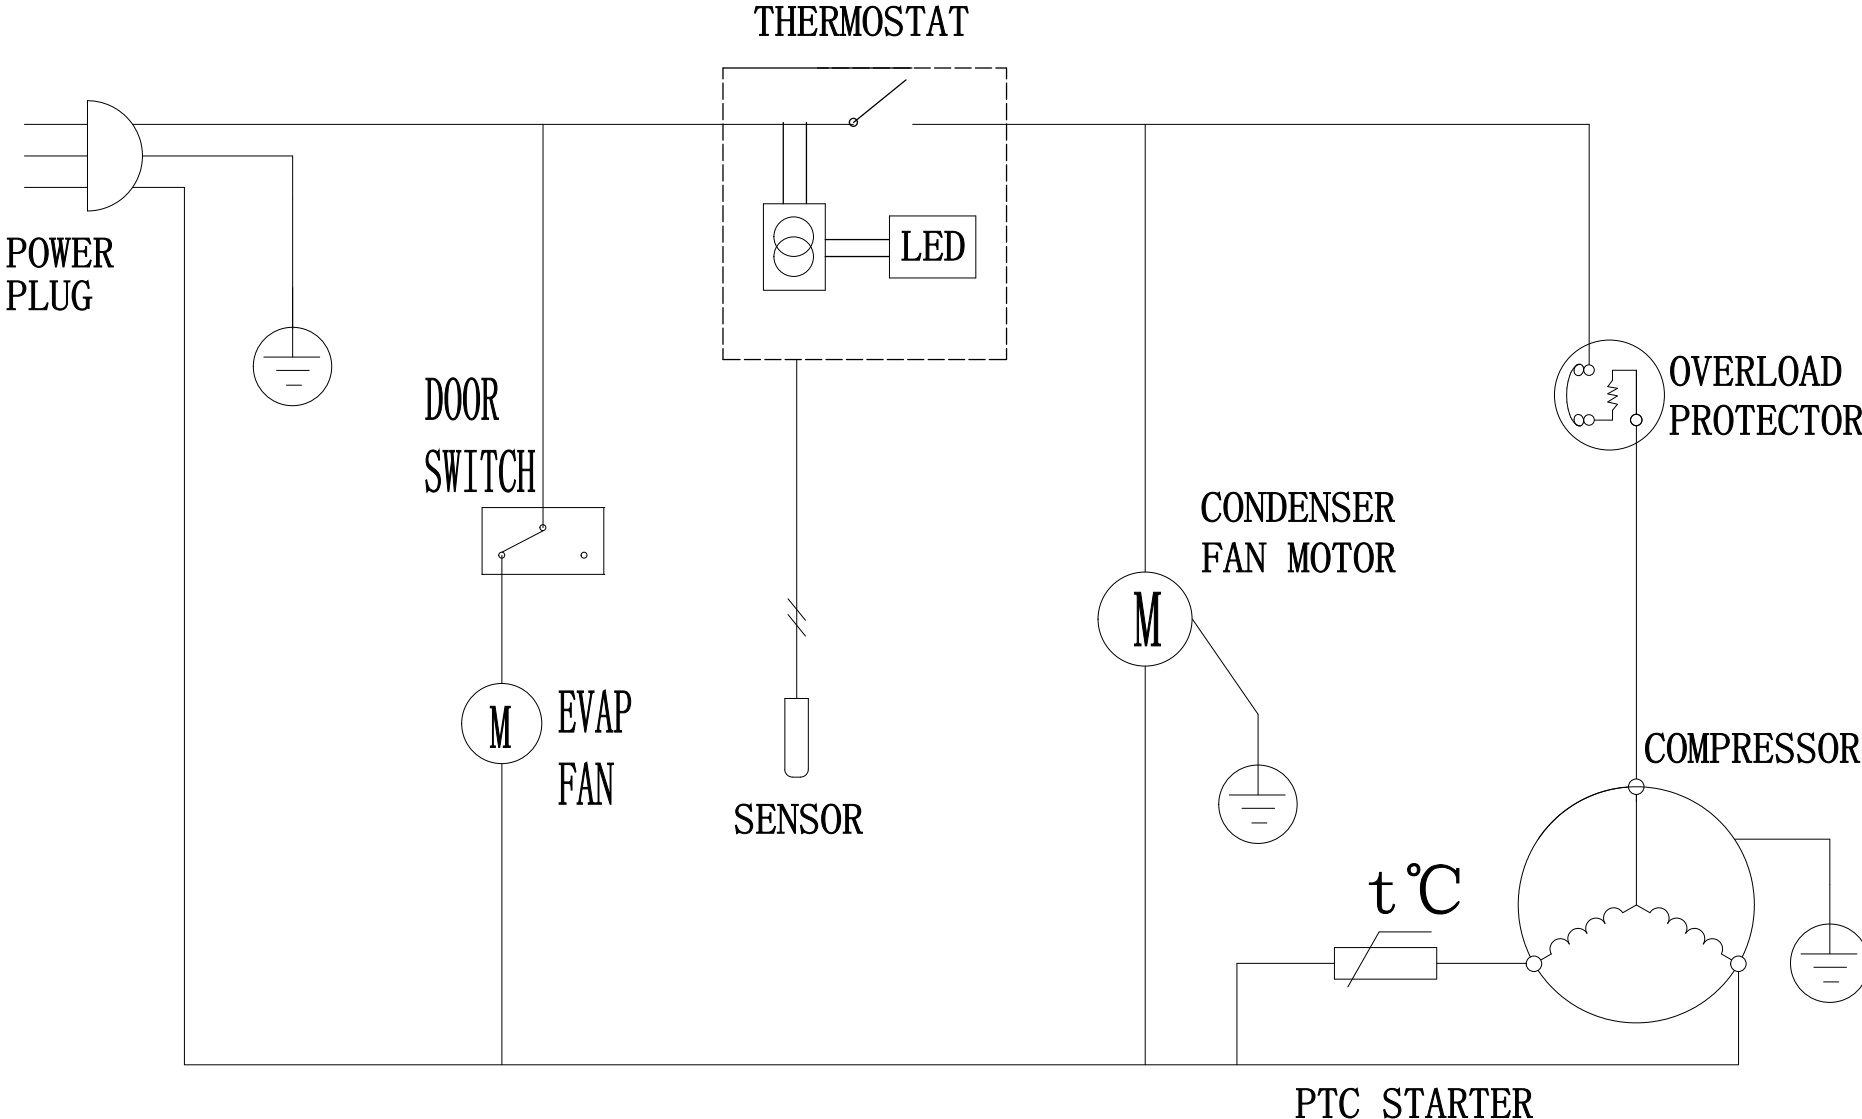 THERMOSTAT
POWER
PLUG
LED
DOOR
SWITCH
OVERLOAD
PROTECTOR
CONDENSER
FAN MOTOR
M
M
EVAP
FAN
SENSOR
COMPRESSOR
t℃
PTC STARTER